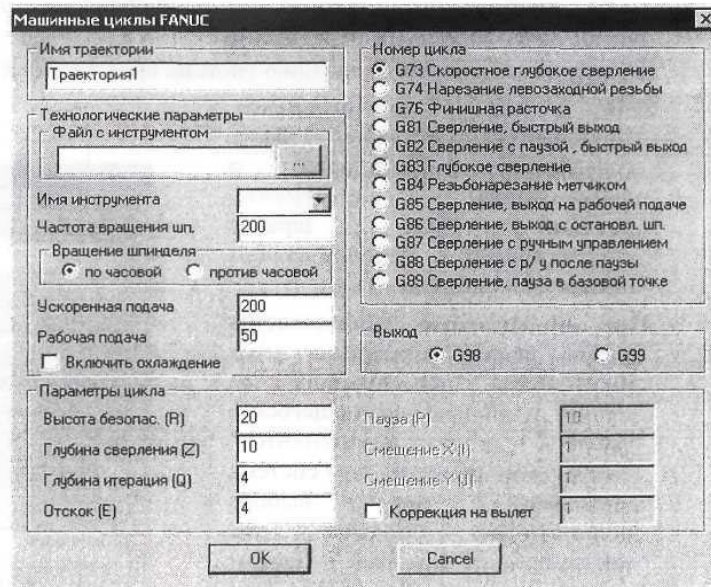 Машинные циклы FANUC
Имя траектории
Траектория1
Технологические параметры
Файл с инструментом
...
Имя инструмента
Частота вращения шп. 200
Вращение шпинделя
по часовой против часовой
Ускоренная подача 200
Рабочая подача 50
Включить охлаждение
Номер цикла
G73 Скоростное глубокое сверление
G74 Нарезание левозаходной резьбы
G76 Финишная расточка
G81 Сверление, быстрый выход
G82 Сверление с паузой , быстрый выход
G83 Глубокое сверление
G84 Резьбонарезание метчиком
G85 Сверление, выход на рабочей подаче
G86 Сверление, выход с остановл. шп.
G87 Сверление с ручным управлением
G88 Сверление с р/ у после паузы
G89 Сверление, пауза в базовой точке
Выход
G98 G99
Параметры цикла
Высота безопас. (R) 20
Глубина сверления (Z) 10
Глубина итерация (Q) 4
Отскок (E) 4
Пауза (P) 10
Смещение X (I) 1
Смещение Y (J) 1
Коррекция на вылет 1
OK Cancel